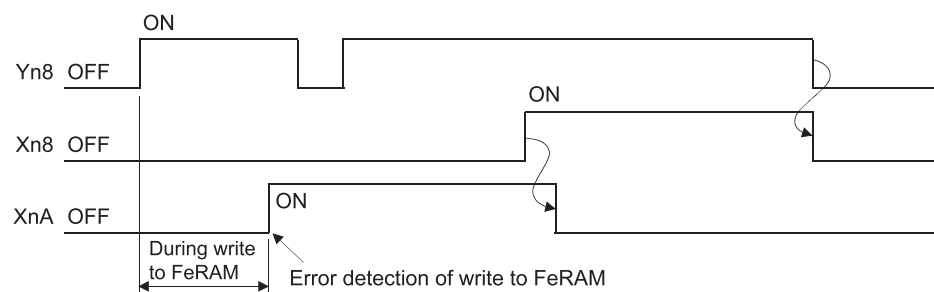 ON
Yn8 OFF
ON
Xn8 OFF
ON
XnA OFF
During write
to FeRAM
Error detection of write to FeRAM